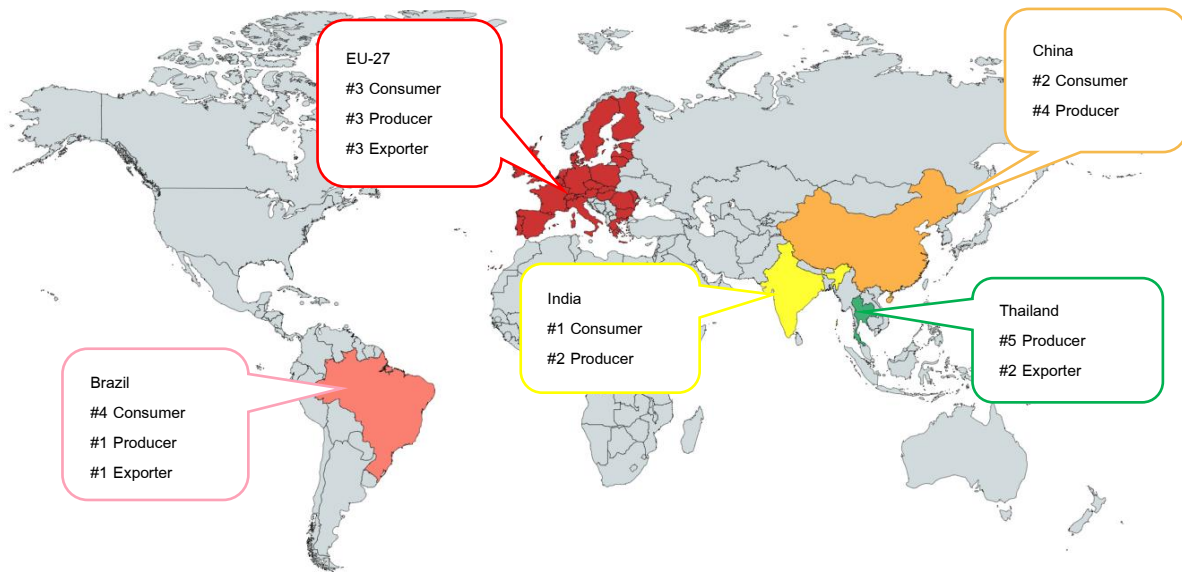 EU-27
#3 Consumer
#3 Producer
#3 Exporter
China
#2 Consumer
#4 Producer
India
#1 Consumer
#2 Producer
Thailand
#5 Producer
#2 Exporter
Brazil
#4 Consumer
#1 Producer
#1 Exporter